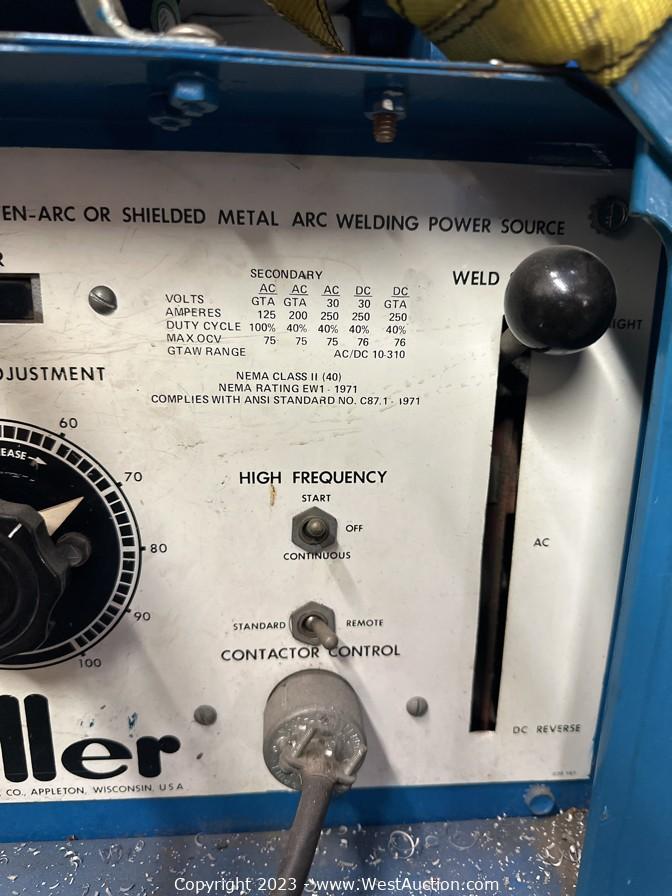 EN-ARC OR SHIELDED METAL ARC WELDING POWER SOURCE
R
SECONDARY
AC AC AC DC DC
VOLTS GTA GTA 30 30 GTA
AMPERES 125 200 250 250 250
DUTY CYCLE 100% 40% 40% 40% 40%
MAX OCV 75 75 75 76 76
GTAW RANGE AC/DC 10-310
WELD
IGHT
NEMA CLASS II (40)
NEMA RATING EW1 - 1971
COMPLIES WITH ANSI STANDARD NO. C87.1 - 1971
DJUSTMENT
60
EASE
70
80
90
100
HIGH FREQUENCY
START
OFF
CONTINUOUS
AC
STANDARD REMOTE
CONTACTOR CONTROL
DC REVERSE
ller
CO., APPLETON, WISCONSIN, USA
Copyright 2023 - www.WestAuction.com